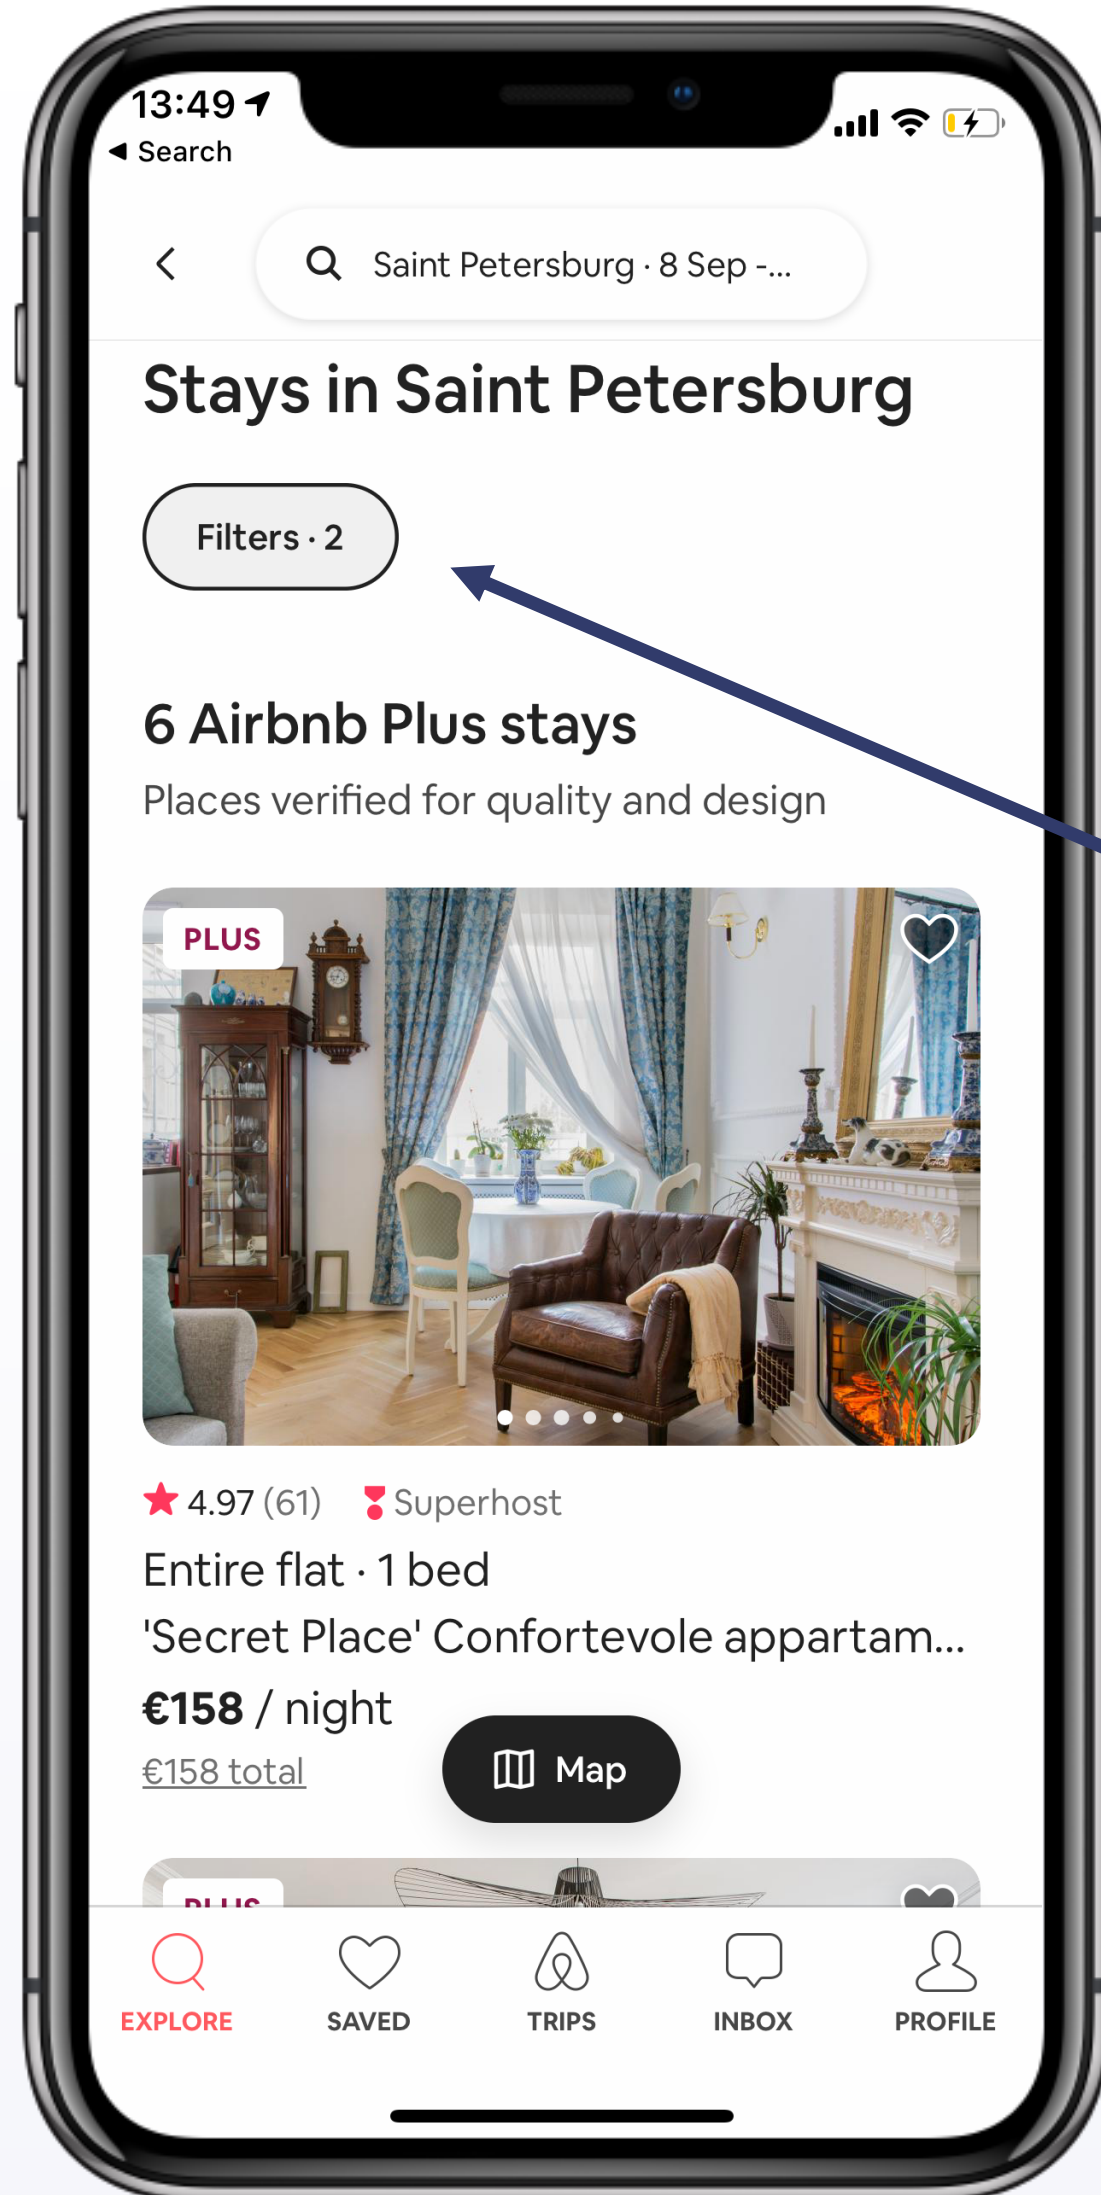 13:49
Search
Saint Petersburg · 8 Sep -...
Stays in Saint Petersburg
Filters · 2
6 Airbnb Plus stays
Places verified for quality and design
PLUS
4.97 (61) Superhost
Entire flat · 1 bed
'Secret Place' Confortevole appartam...
€158 / night
€158 total
Map
PLUS
EXPLORE SAVED TRIPS INBOX PROFILE